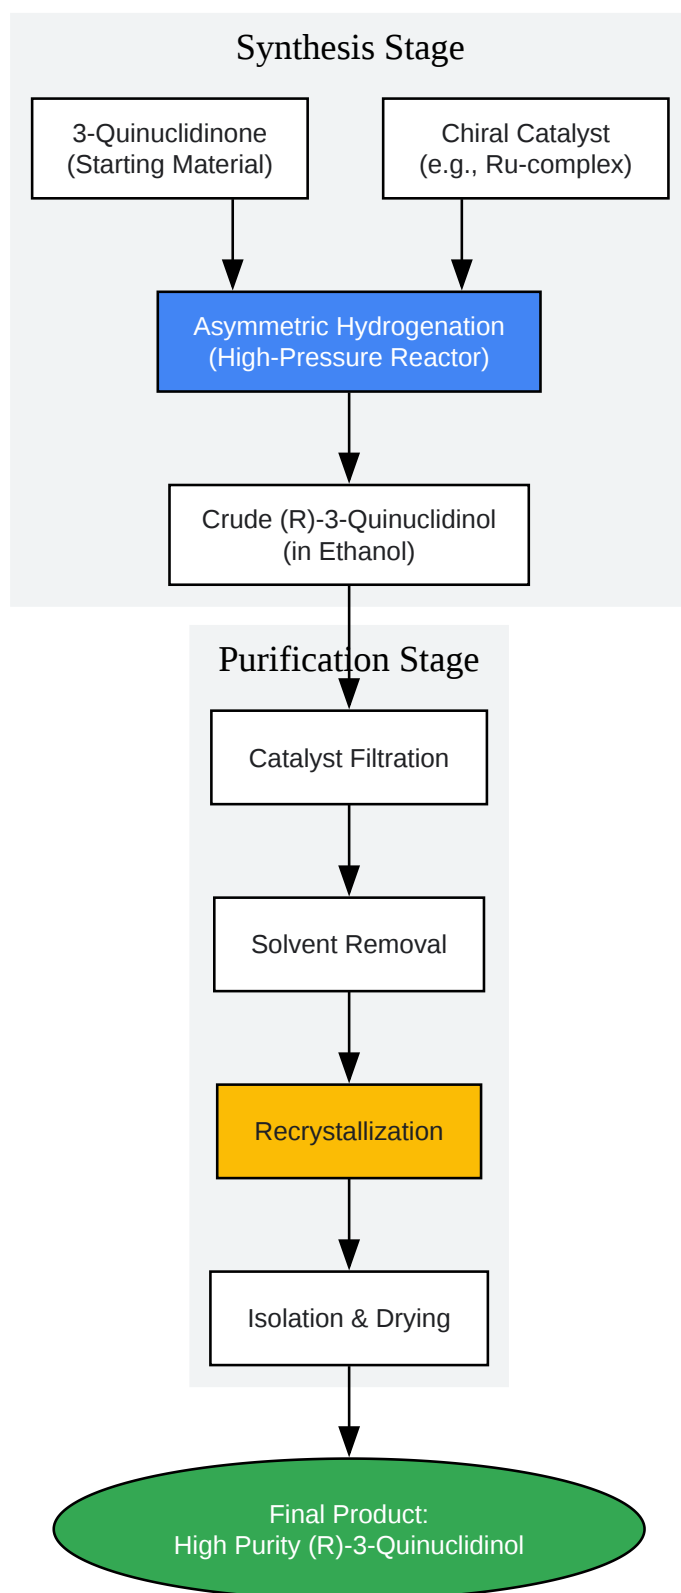 Synthesis Stage
3-Quinuclidinone
(Starting Material)
Chiral Catalyst
(e.g., Ru-complex)
Asymmetric Hydrogenation
(High-Pressure Reactor)
Crude (R)-3-Quinuclidinol
(in Ethanol)
Purification Stage
Catalyst Filtration
Solvent Removal
Recrystallization
Isolation & Drying
Final Product:
High Purity (R)-3-Quinuclidinol